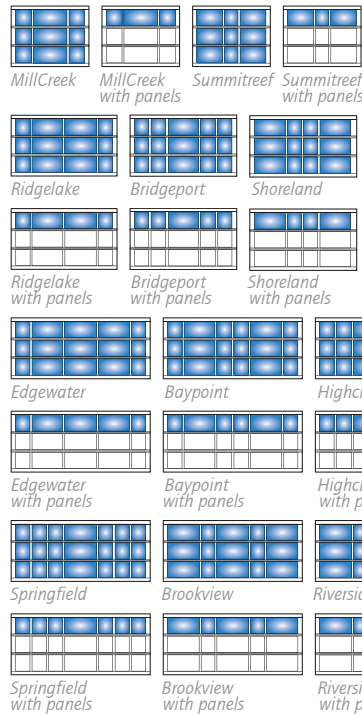 MillCreek
MillCreek
with panels
Summitreef
Summitreef
with panels
Ridgelake
Bridgeport
Shoreland
Ridgelake
with panels
Bridgeport
with panels
Shoreland
with panels
Edgewater
Baypoint
Edgewater
with panels
Baypoint
with panels
Springfield
Brookview
Springfield
with panels
Brookview
with panels